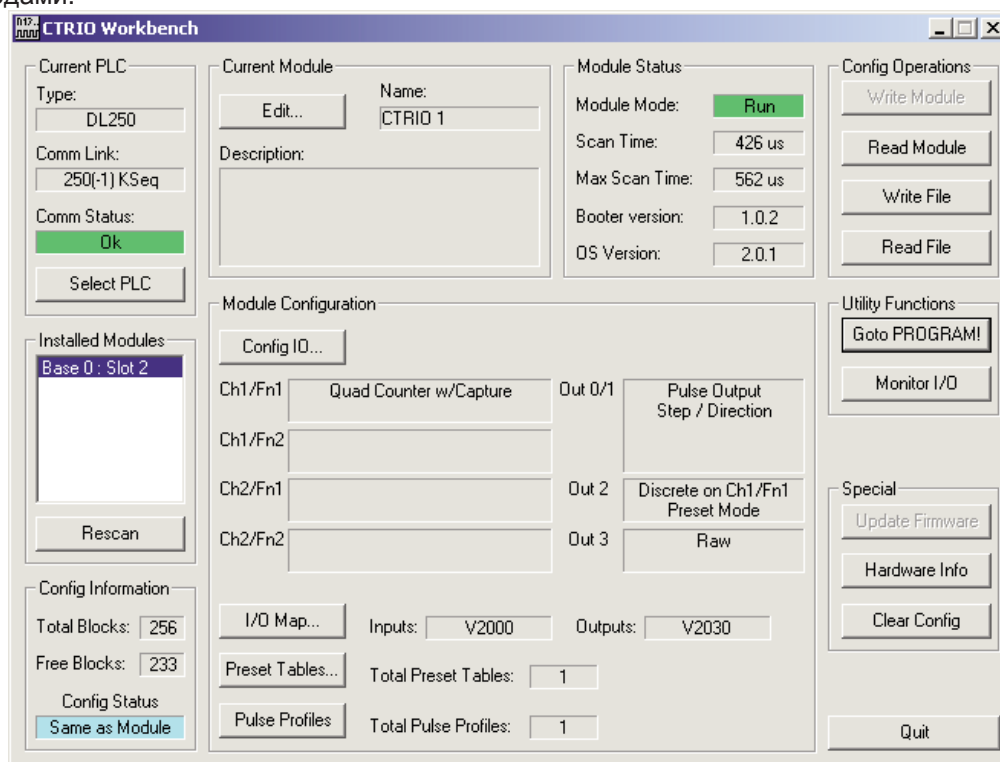 одами.
CTRIO Workbench
Current PLC
Type:
DL250
Comm Link:
250(-1) KSeq
Comm Status:
Ok
Select PLC
Installed Modules
Base 0 : Slot 2
Rescan
Config Information
Total Blocks: 256
Free Blocks: 233
Config Status
Same as Module
Current Module
Edit...
Name:
CTRIO 1
Description:
Module Status
Module Mode: Run
Scan Time: 426 us
Max Scan Time: 562 us
Booter version: 1.0.2
OS Version: 2.0.1
Module Configuration
Config IO...
Ch1/Fn1 Quad Counter w/Capture
Ch1/Fn2
Ch2/Fn1
Ch2/Fn2
Out 0/1 Pulse Output
Step / Direction
Out 2 Discrete on Ch1/Fn1
Preset Mode
Out 3 Raw
I/O Map... Inputs: V2000 Outputs: V2030
Preset Tables... Total Preset Tables: 1
Pulse Profiles Total Pulse Profiles: 1
Config Operations
Write Module
Read Module
Write File
Read File
Utility Functions
Goto PROGRAM!
Monitor I/O
Special
Update Firmware
Hardware Info
Clear Config
Quit